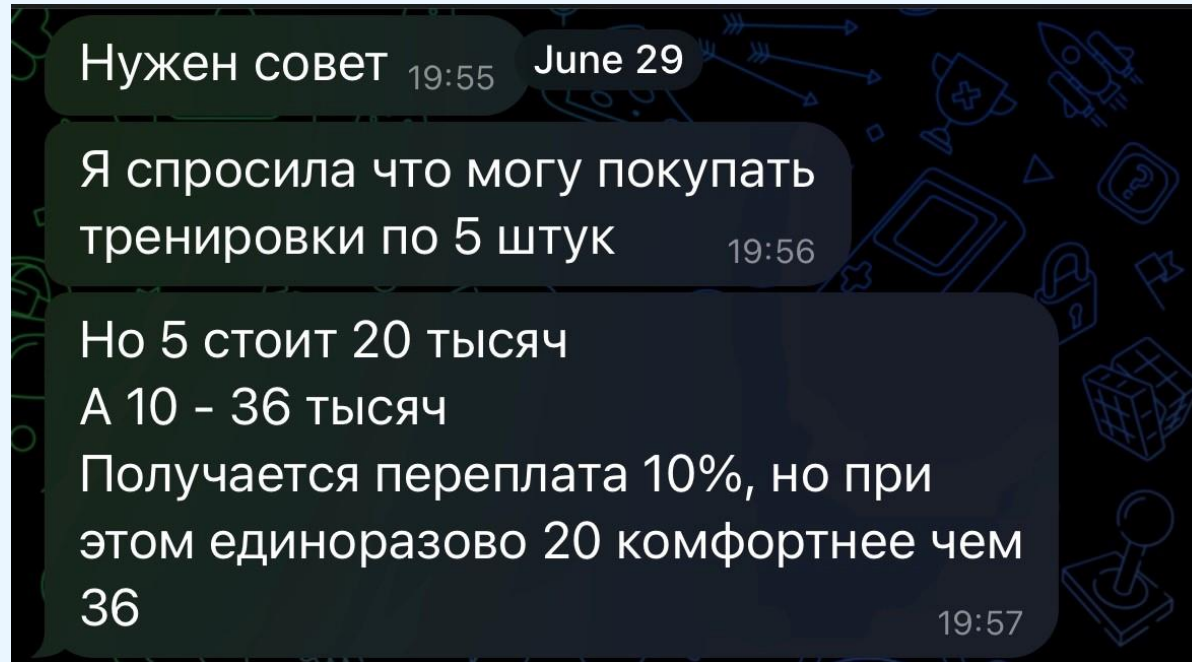 Нужен совет 19:55
June 29
Я спросила что могу покупать
тренировки по 5 штук 19:56
Но 5 стоит 20 тысяч
А 10 - 36 тысяч
Получается переплата 10%, но при
этом единоразово 20 комфортнее чем
36 19:57